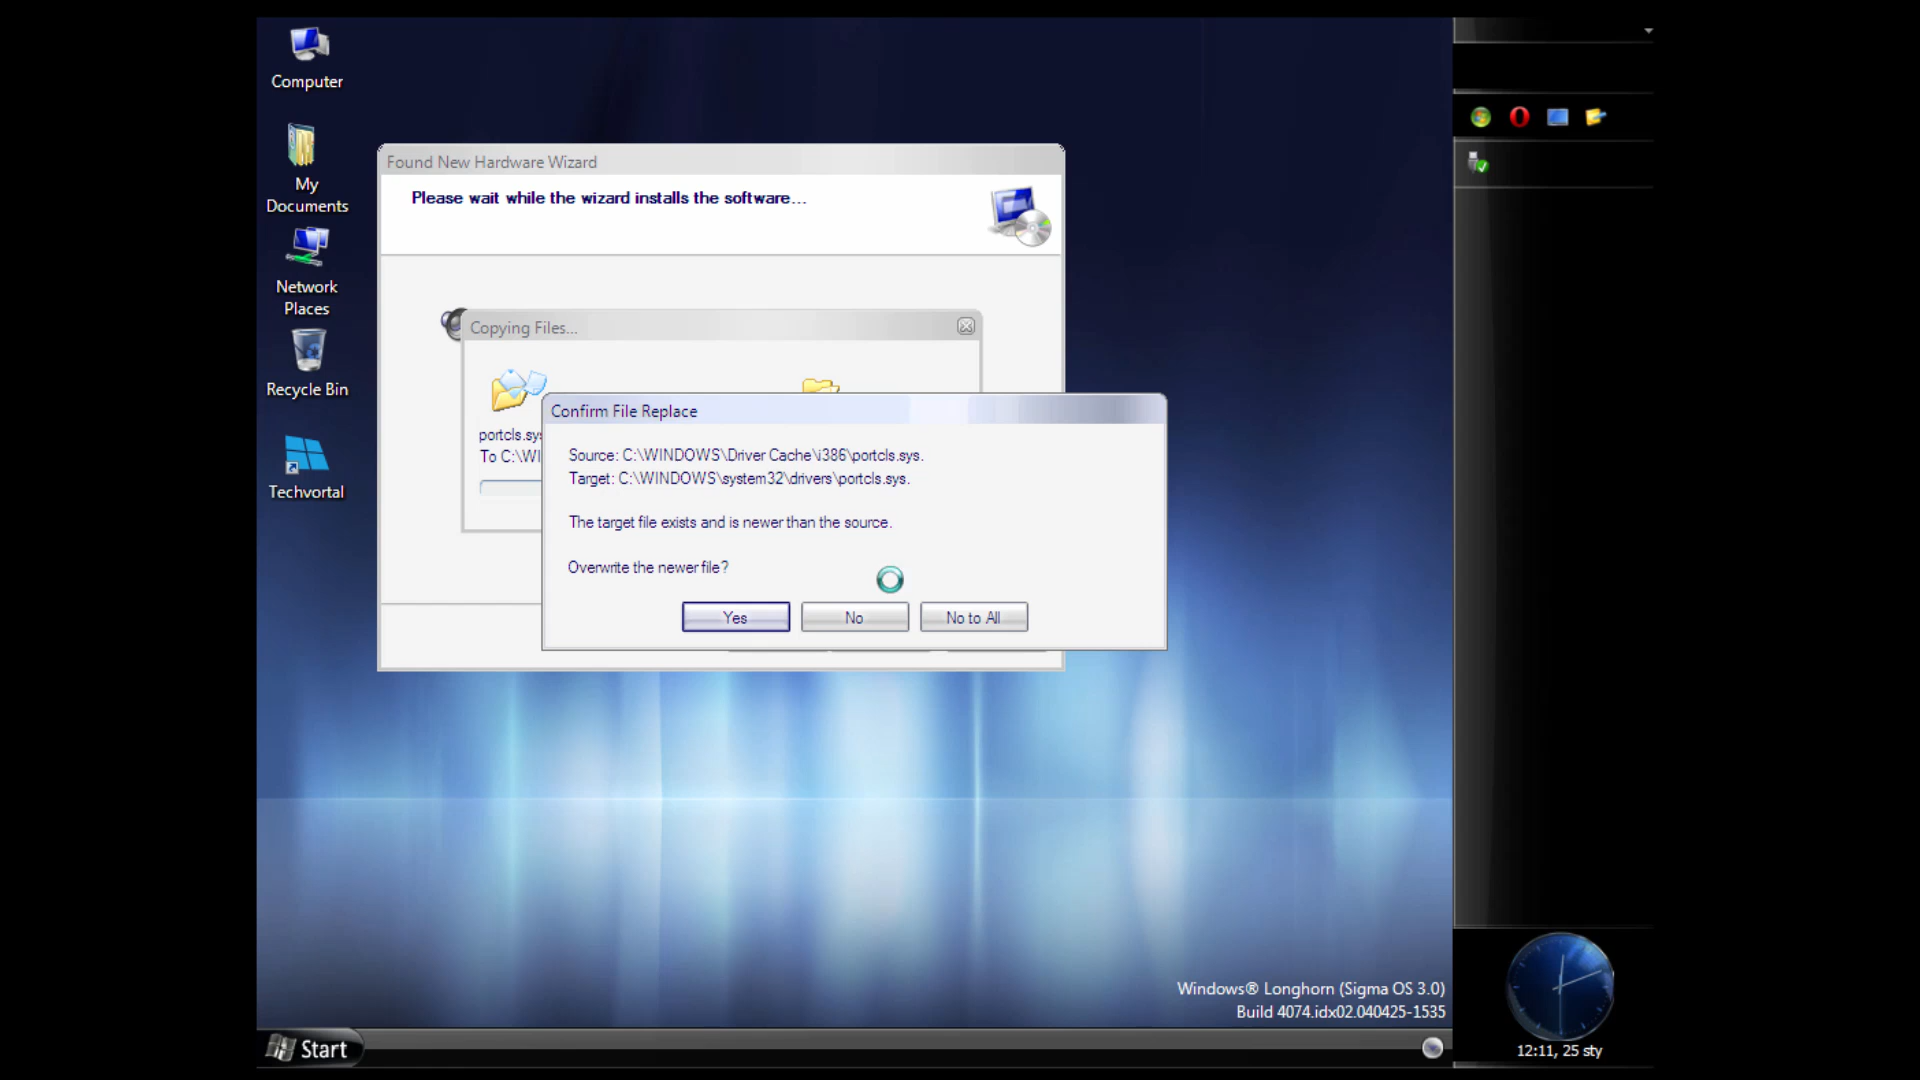 Computer
My
Documents
Network
Places
Recycle Bin
Techvortal
Found New Hardware Wizard
Please wait while the wizard installs the software...
Copying Files...
portcls.sys
To C:\WI
Confirm File Replace
Source: C:\WINDOWS\Driver Cache\i386\portcls.sys.
Target: C:\WINDOWS\system32\drivers\portcls.sys.
The target file exists and is newer than the source.
Overwrite the newer file?
Yes
No
No to All
Windows® Longhorn (Sigma OS 3.0)
Build 4074.idx02.040425-1535
Start
12:11, 25 sty